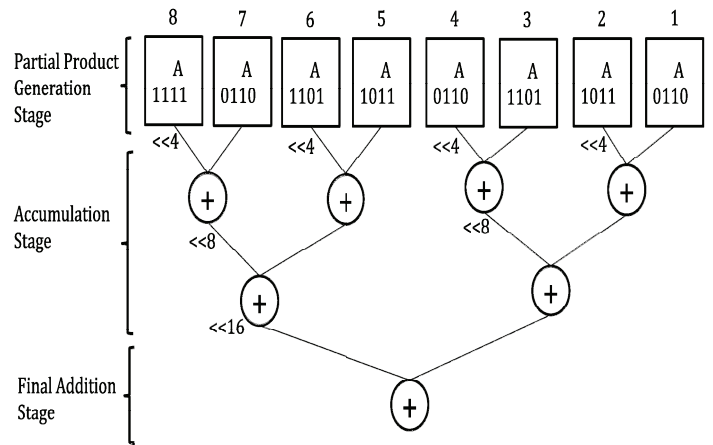 8 7 6 5 4 3 2 1
Partial Product
Generation
Stage
A A A A A A A A
1111 0110 1101 1011 0110 1101 1011 0110
<<4 <<4 <<4 <<4
+ + + +
Accumulation
Stage
<<8 <<8
+ +
<<16
Final Addition
Stage
+